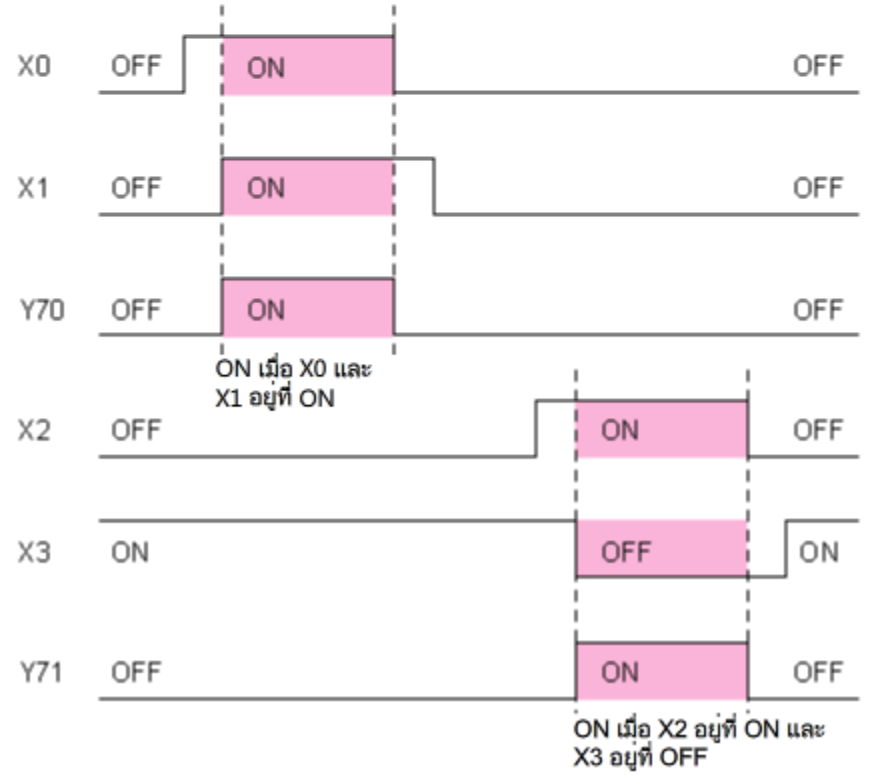 X0 OFF ON OFF
X1 OFF ON OFF
Y70 OFF ON OFF
ON เมื่อ X0 และ
X1 อยู่ที่ ON
X2 OFF ON OFF
X3 ON OFF ON
Y71 OFF ON OFF
ON เมื่อ X2 อยู่ที่ ON และ
X3 อยู่ที่ OFF